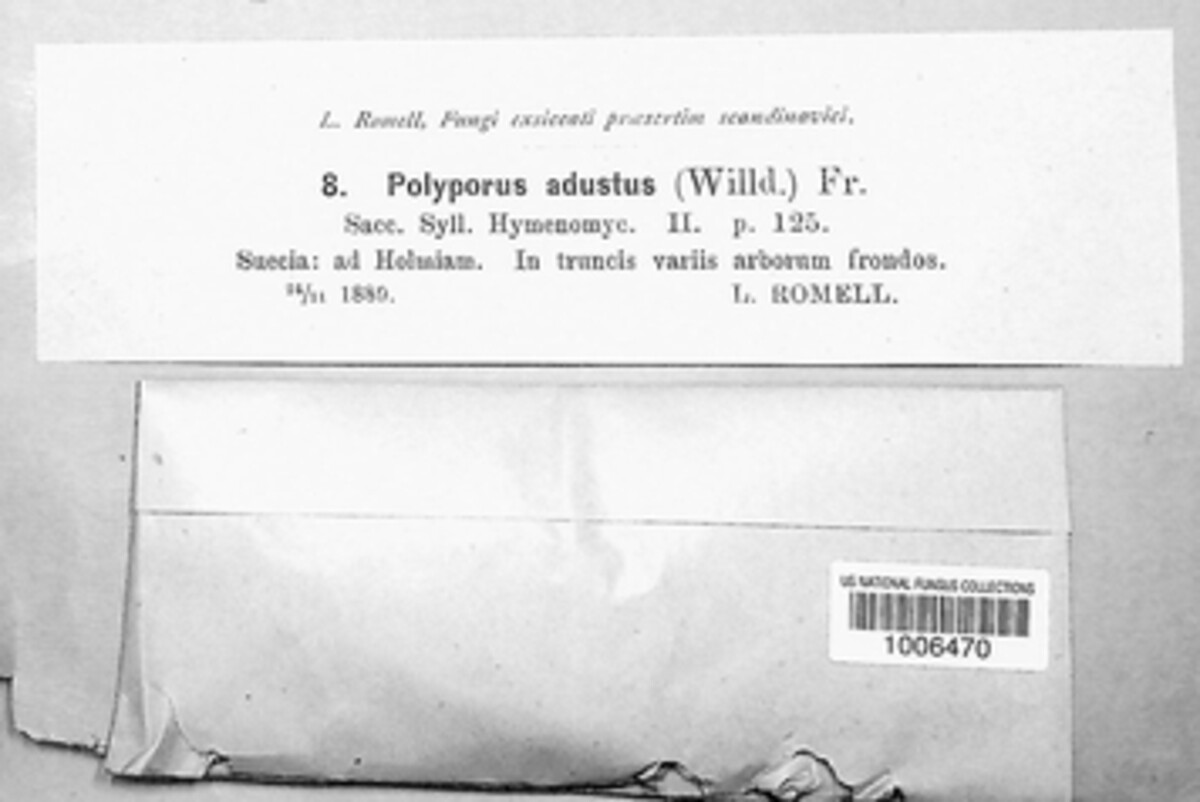 L. Romell, Fungi exsiccati præsertim scandinavici.
8. Polyporus adustus (Willd.) Fr.
Sacc. Syll. Hymenomyc. II. p. 125.
Suecia: ad Holmiam. In truncis variis arborum frondos.
1889. L. ROMELL.
US NATIONAL FUNGUS COLLECTIONS
1006470